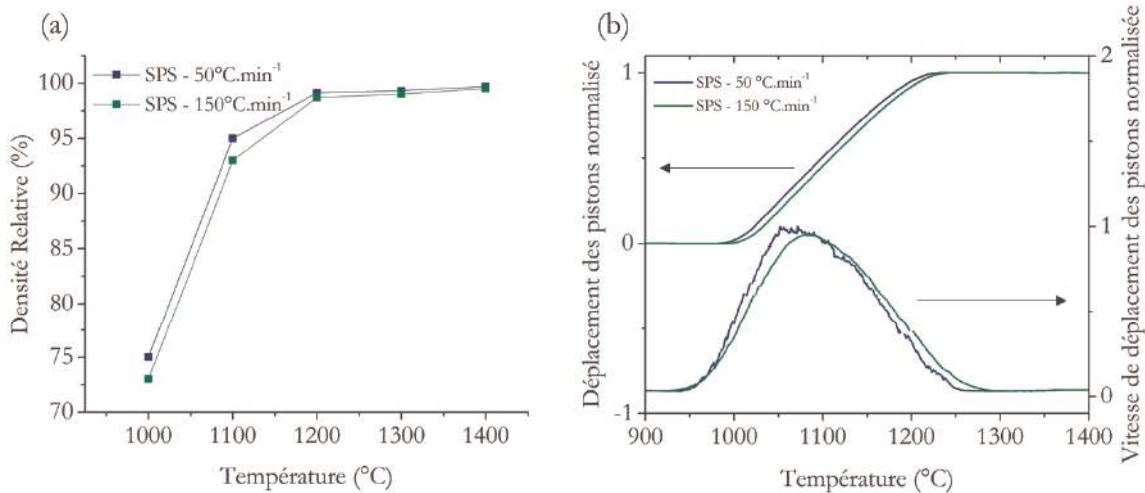 (a)
SPS - 50°C.min⁻¹
SPS - 150°C.min⁻¹
Densité Relative (%)
100
95
90
85
80
75
70
1000 1100 1200 1300 1400
Température (°C)
(b)
SPS - 50 °C.min⁻¹
SPS - 150 °C.min⁻¹
Déplacement des pistons normalisé
1
0
-1
2
1
0
Vitesse de déplacement des pistons normalisée
900 1000 1100 1200 1300 1400
Température (°C)